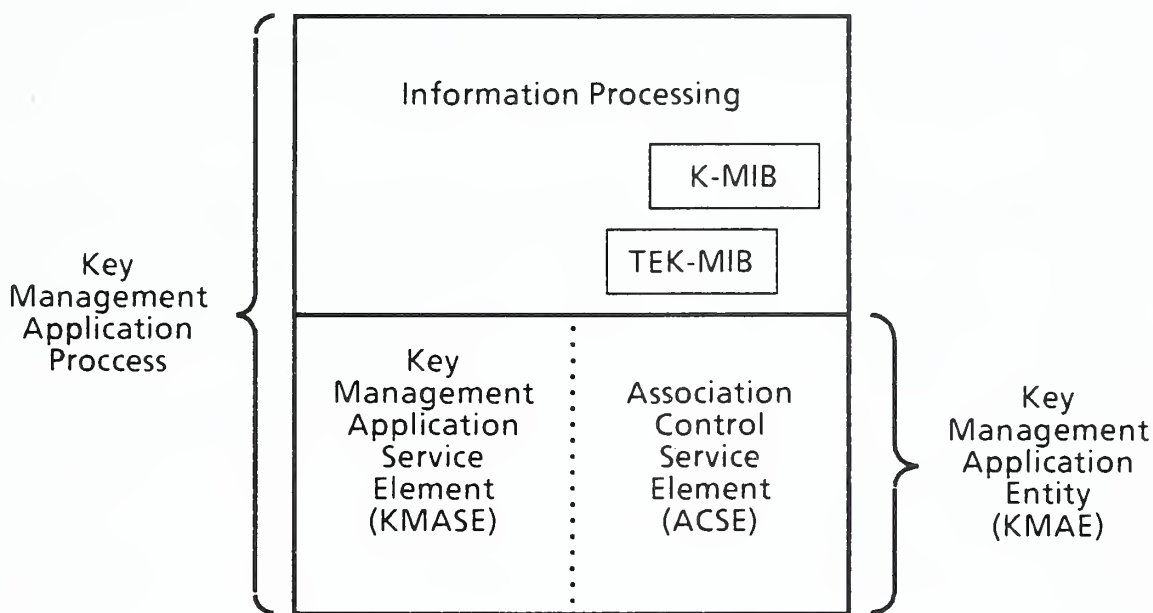 Information Processing
K-MIB
TEK-MIB
Key
Management
Application
Proccess
Key
Management
Application
Service
Element
(KMASE)
Association
Control
Service
Element
(ACSE)
Key
Management
Application
Entity
(KMAE)